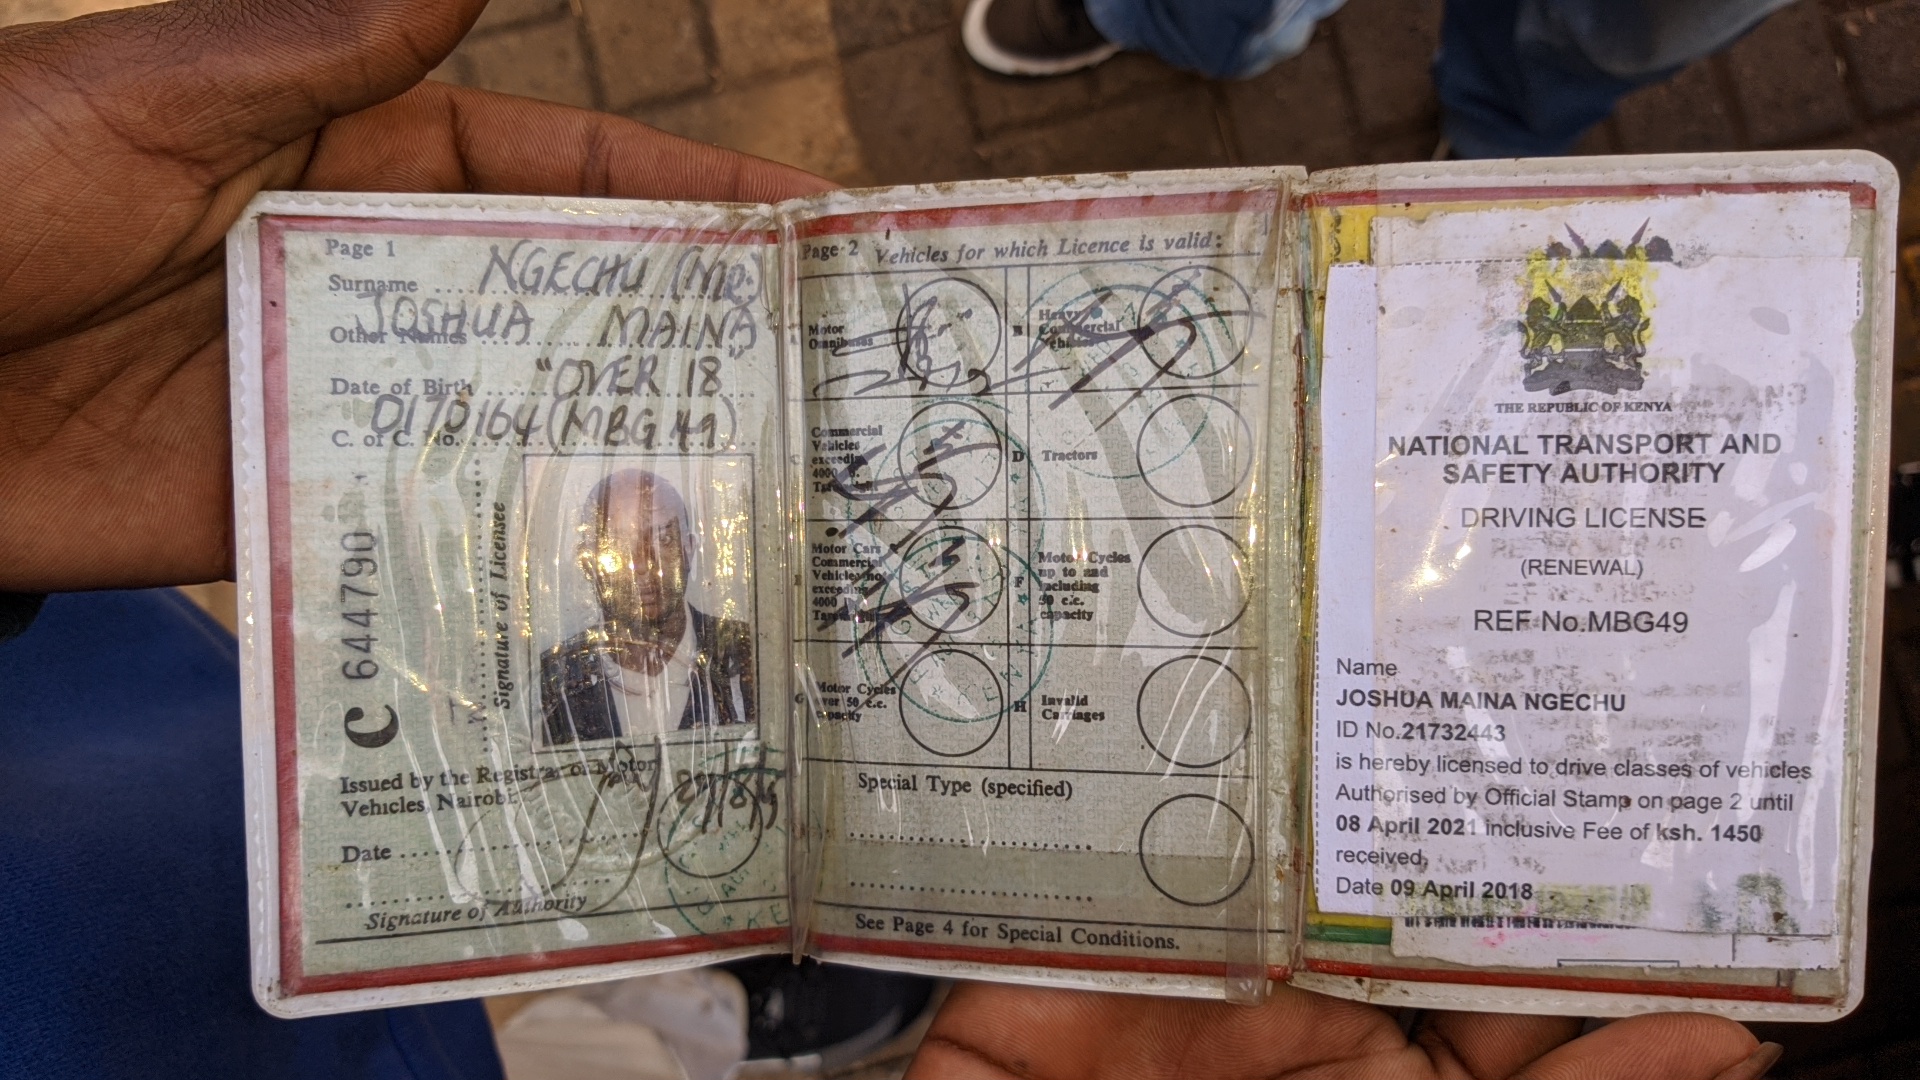 Page 1
Surname NGECHU (MR.)
Other Names JOSHUA MAINA
Date of Birth "OVER 18"
C. of C. No. 0170164 (MBG 49)
C 644790
Signature of Licensee
Issued by the Registrar of Motor
Vehicles, Nairobi.
Date
Signature of Authority
Page 2 Vehicles for which Licence is valid:
Motor
Omnibuses
B Heavy
Commercial
Vehicles
Commercial
Vehicles
exceeding
4000
D Tractors
Motor Cars
Commercial
Vehicles not
exceeding
4000
F Motor Cycles
up to and
including
50 c.c.
capacity
G Motor Cycles
over 50 c.c.
capacity
H Invalid
Carriages
Special Type (specified)
See Page 4 for Special Conditions.
THE REPUBLIC OF KENYA
NATIONAL TRANSPORT AND
SAFETY AUTHORITY
DRIVING LICENSE
(RENEWAL)
REF No.MBG49
Name
JOSHUA MAINA NGECHU
ID No.21732443
is hereby licensed to drive classes of vehicles
Authorised by Official Stamp on page 2 until
08 April 2021 inclusive Fee of ksh. 1450
received,
Date 09 April 2018